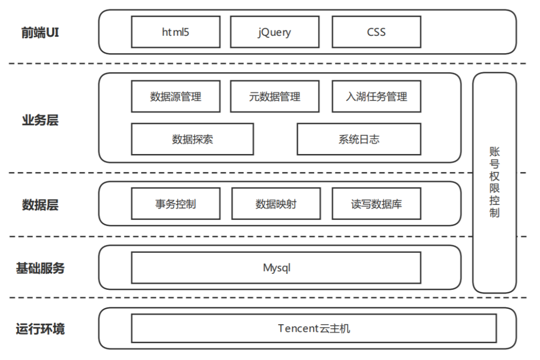 前端UI
html5
jQuery
CSS
业务层
数据源管理
元数据管理
入湖任务管理
数据探索
系统日志
账号权限控制
数据层
事务控制
数据映射
读写数据库
基础服务
Mysql
运行环境
Tencent云主机